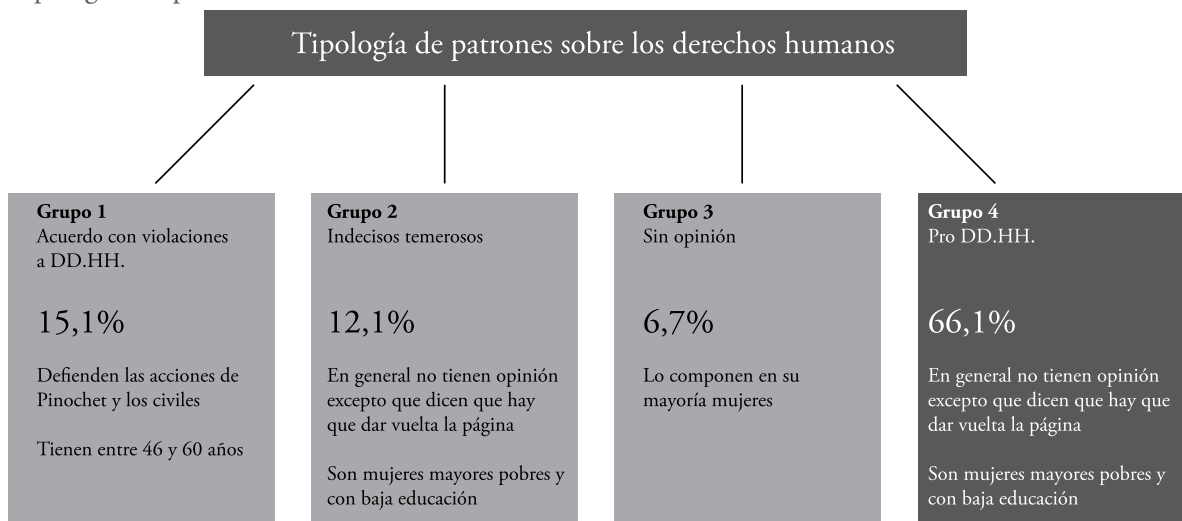 Tipología de patrones sobre los derechos humanos
Grupo 1
Acuerdo con violaciones
a DD.HH.
15,1%
Defienden las acciones de
Pinochet y los civiles
Tienen entre 46 y 60 años
Grupo 2
Indecisos temerosos
12,1%
En general no tienen opinión
excepto que dicen que hay
que dar vuelta la página
Son mujeres mayores pobres y
con baja educación
Grupo 3
Sin opinión
6,7%
Lo componen en su
mayoría mujeres
Grupo 4
Pro DD.HH.
66,1%
En general no tienen opinión
excepto que dicen que hay que
dar vuelta la página
Son mujeres mayores pobres y
con baja educación